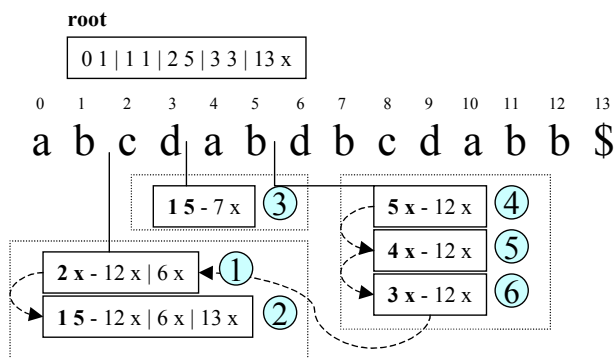 root
0 1 | 1 1 | 2 5 | 3 3 | 13 x
0 1 2 3 4 5 6 7 8 9 10 11 12 13
a b c d a b d b c d a b b $
1 5 - 7 x 3
5 x - 12 x 4
4 x - 12 x 5
3 x - 12 x 6
2 x - 12 x | 6 x 1
1 5 - 12 x | 6 x | 13 x 2